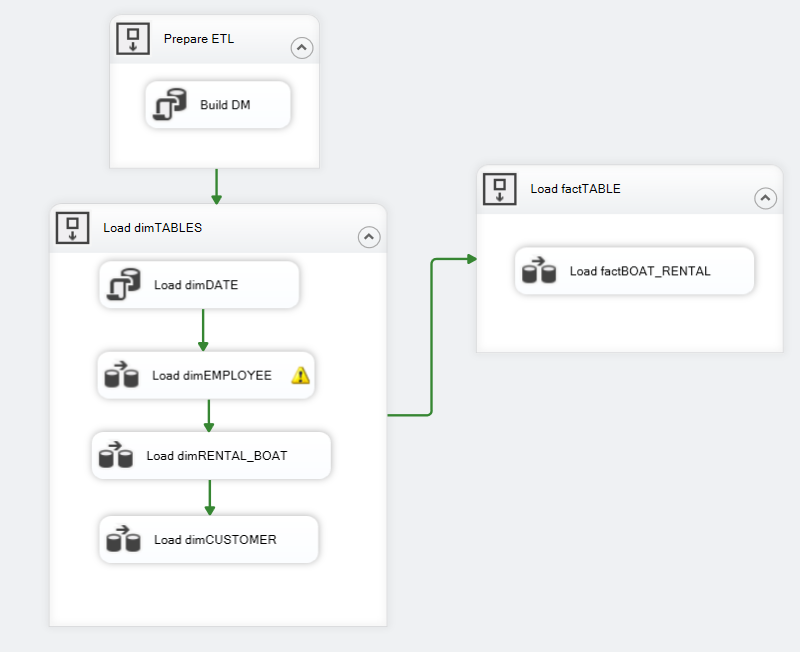 Prepare ETL
Build DM
Load dimTABLES
Load dimDATE
Load dimEMPLOYEE
Load dimRENTAL_BOAT
Load dimCUSTOMER
Load factTABLE
Load factBOAT_RENTAL